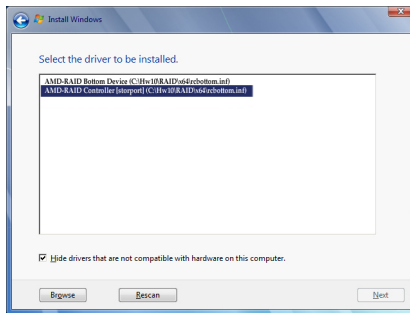 Install Windows
Select the driver to be installed.
AMD-RAID Bottom Device (C:\Hw10\RAID\x64\rcbottom.inf)
AMD-RAID Controller [storport] (C:\Hw10\RAID\x64\rcbottom.inf)
Hide drivers that are not compatible with hardware on this computer.
Browse
Rescan
Next